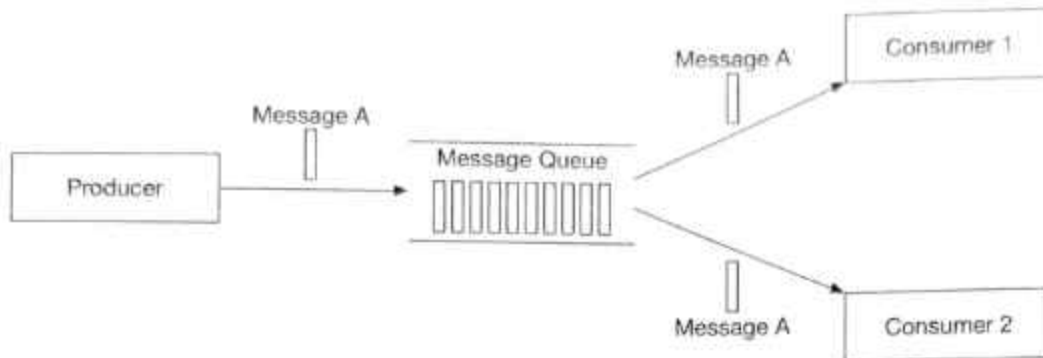 Consumer 1
Message A
Message A
Message Queue
Producer
Message A
Consumer 2